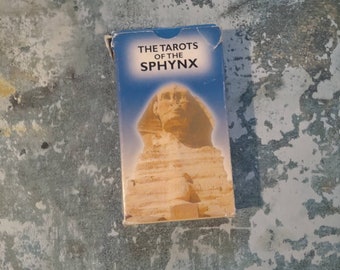 THE TAROTS
OF THE
SPHYNX